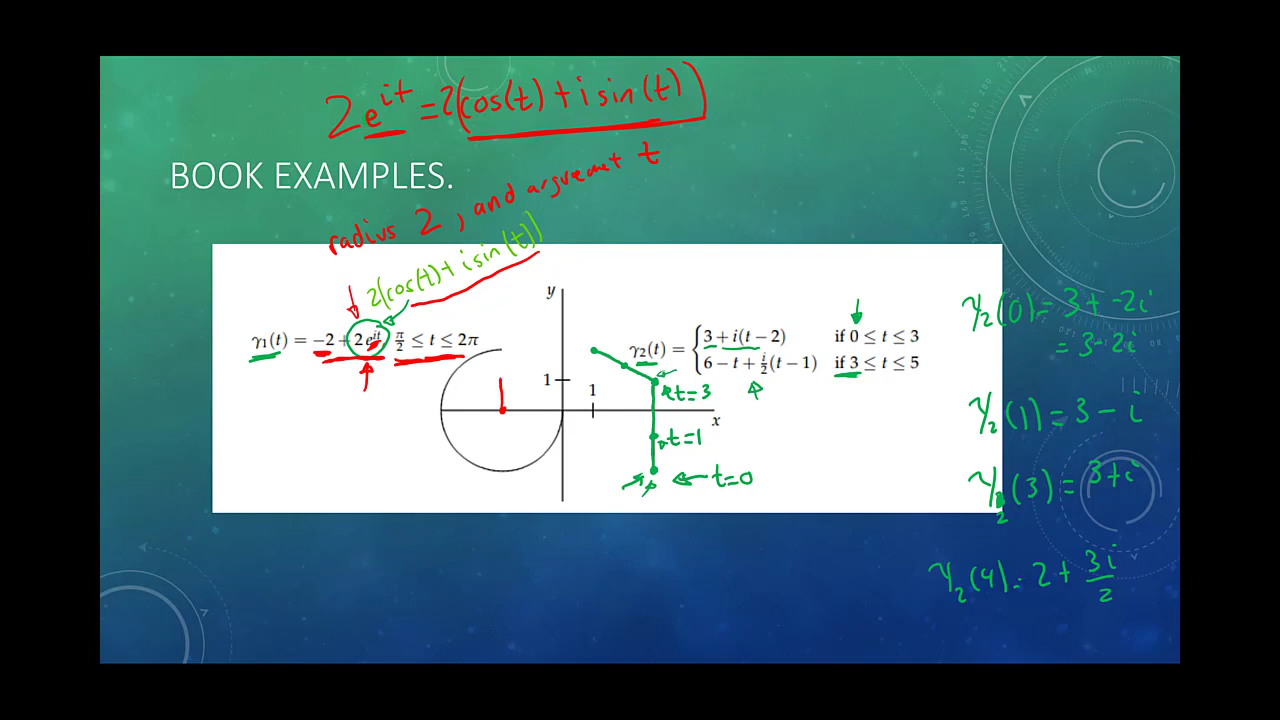 2e^{it} = 2(cos(t) + i sin(t))
BOOK EXAMPLES.
radius 2, and argument t
2(cos(t) + i sin(t))
γ₁(t) = −2 + 2e^{it} π/2 ≤ t ≤ 2π
y
γ₂(t) = { 3 + i(t − 2) if 0 ≤ t ≤ 3
6 − t + i/2(t − 1) if 3 ≤ t ≤ 5
1
1
x
t=3
t=1
t=0
γ₂(0) = 3 + -2i
= 3 - 2i
γ₂(1) = 3 - i
γ₂(3) = 3+i
γ₂(4) = 2 + 3i/2